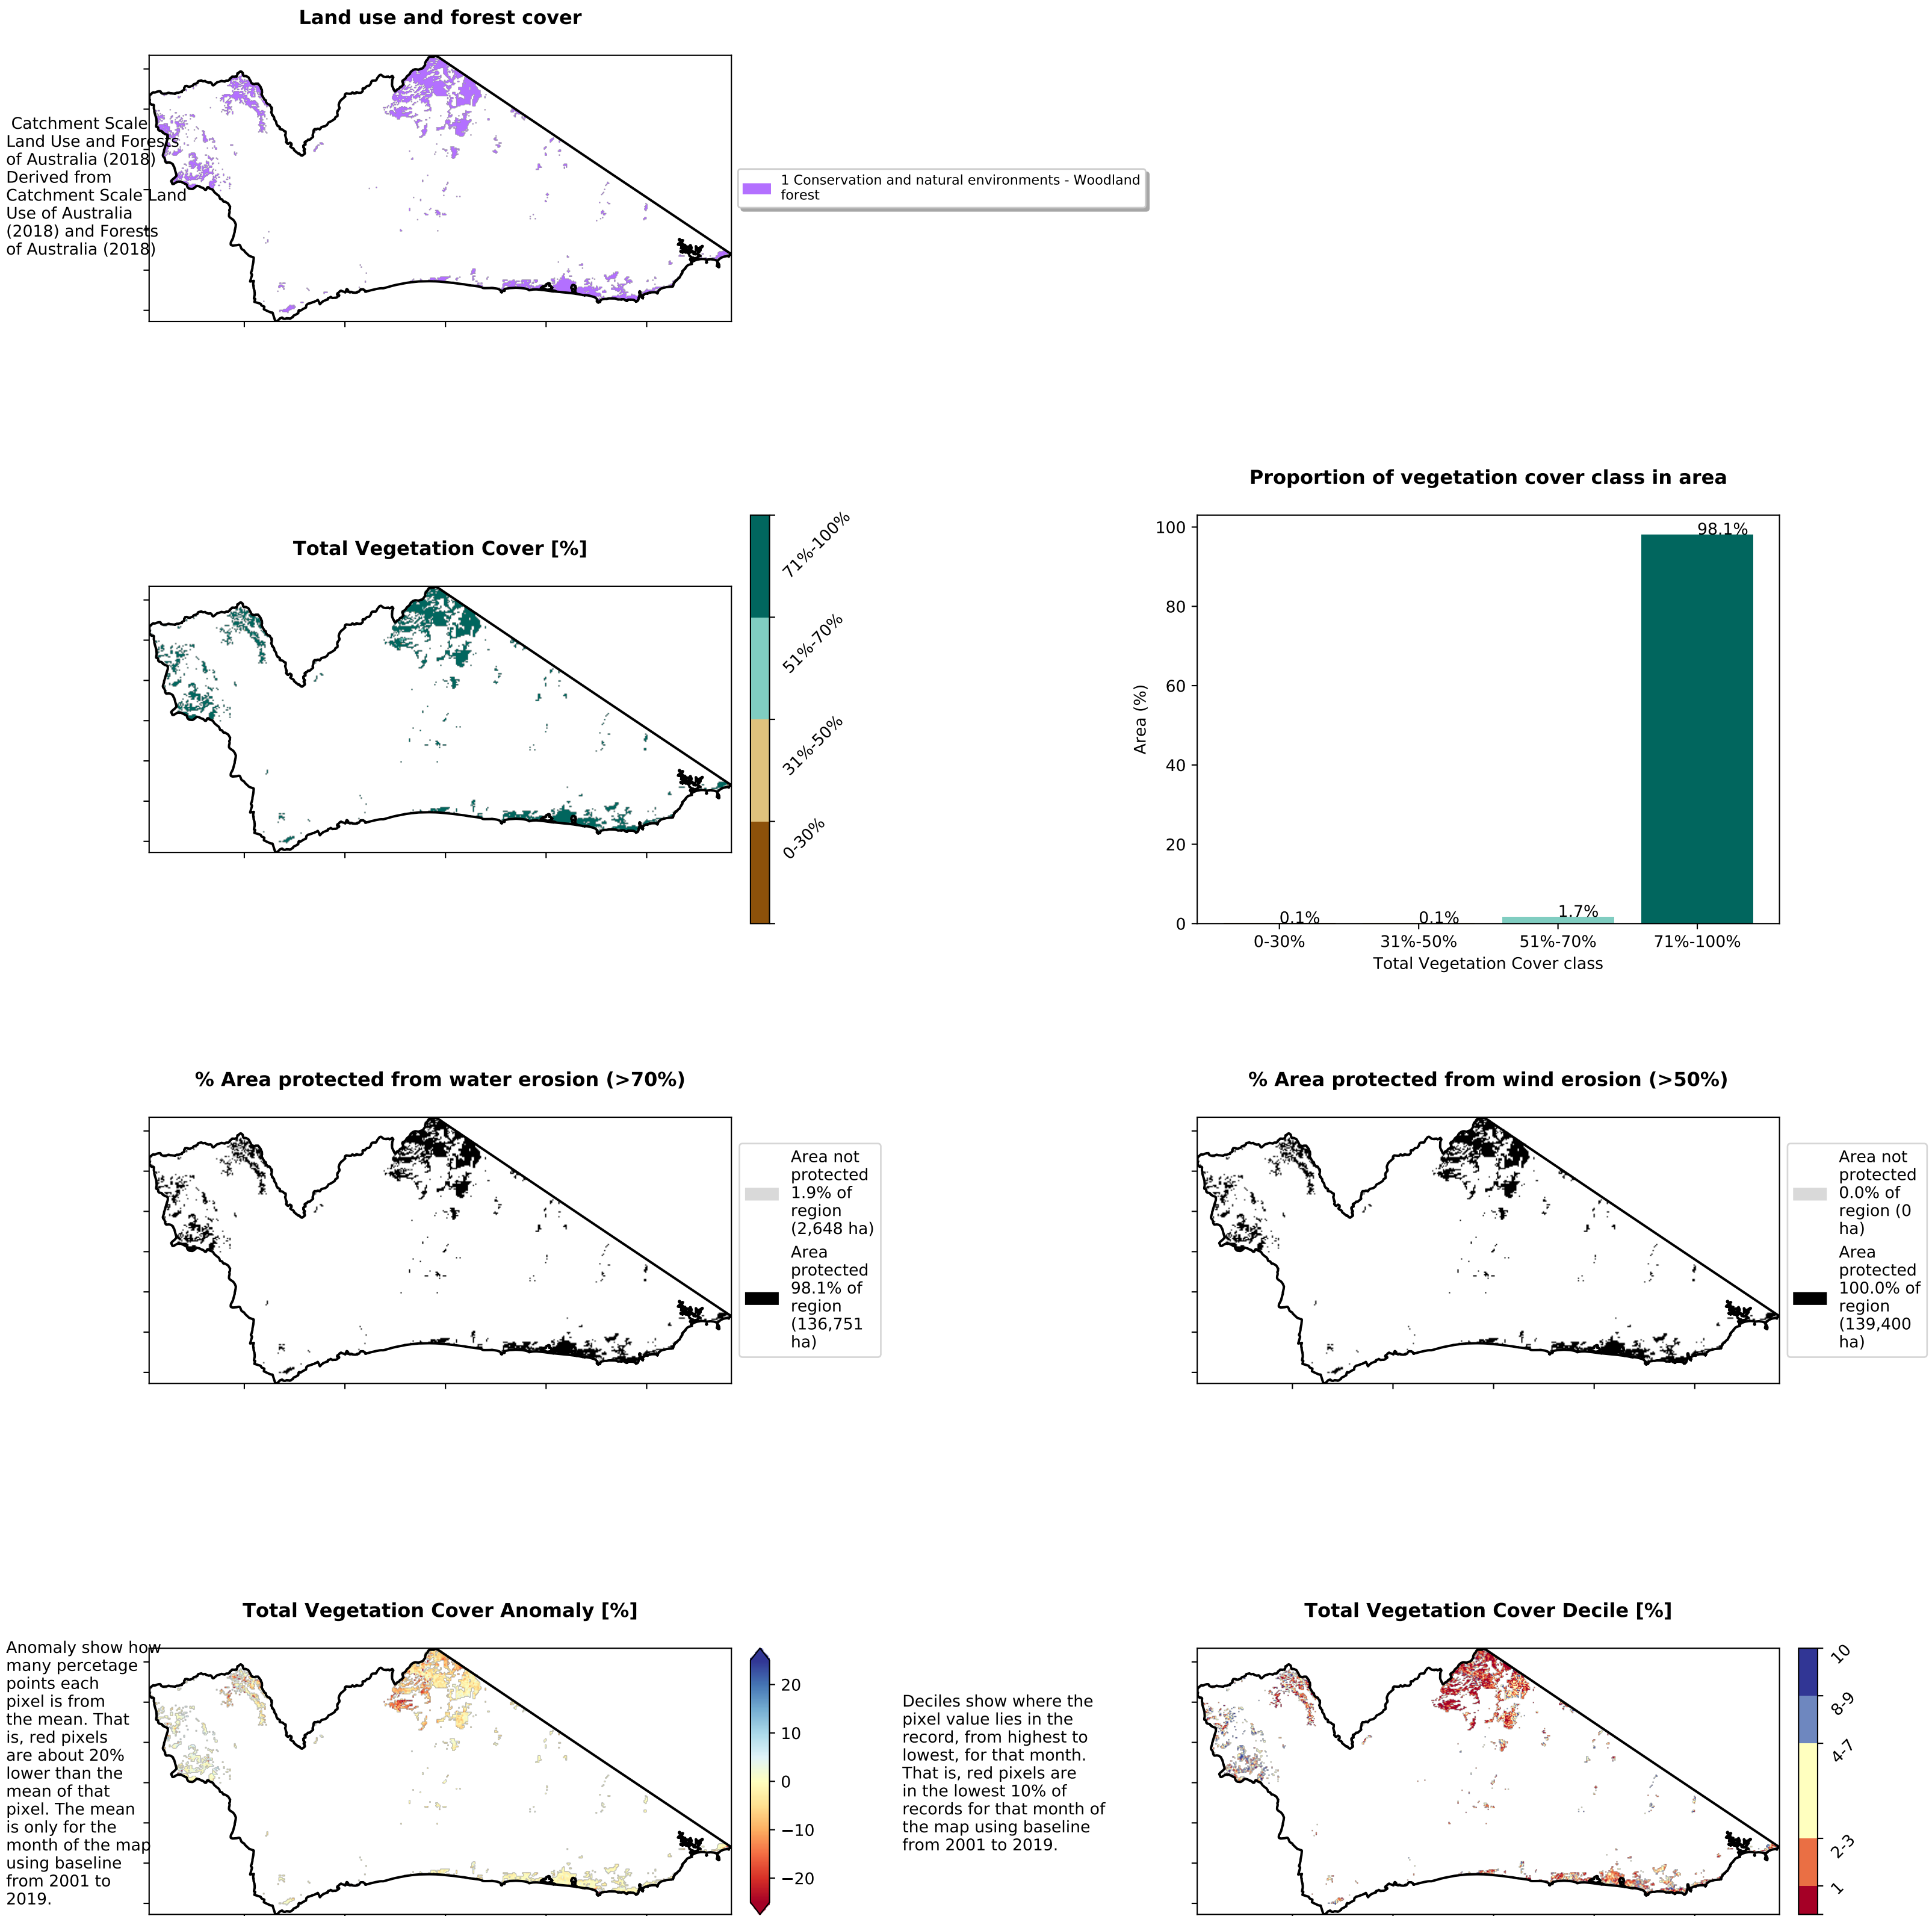 Land use and forest cover
Catchment Scale
Land Use and Forests
of Australia (2018)
Derived from
Catchment Scale Land
Use of Australia
(2018) and Forests
of Australia (2018)
1 Conservation and natural environments - Woodland
forest
Total Vegetation Cover [%]
71%-100%
51%-70%
31%-50%
0-30%
Proportion of vegetation cover class in area
100
80
60
40
20
0
Area (%)
0.1%
0.1%
1.7%
98.1%
0-30%
31%-50%
51%-70%
71%-100%
Total Vegetation Cover class
% Area protected from water erosion (>70%)
Area not
protected
1.9% of
region
(2,648 ha)
Area
protected
98.1% of
region
(136,751
ha)
% Area protected from wind erosion (>50%)
Area not
protected
0.0% of
region (0
ha)
Area
protected
100.0% of
region
(139,400
ha)
Total Vegetation Cover Anomaly [%]
Anomaly show how
many percetage
points each
pixel is from
the mean. That
is, red pixels
are about 20%
lower than the
mean of that
pixel. The mean
is only for the
month of the map
using baseline
from 2001 to
2019.
20
10
0
−10
−20
Total Vegetation Cover Decile [%]
Deciles show where the
pixel value lies in the
record, from highest to
lowest, for that month.
That is, red pixels are
in the lowest 10% of
records for that month of
the map using baseline
from 2001 to 2019.
10
8-9
4-7
2-3
1